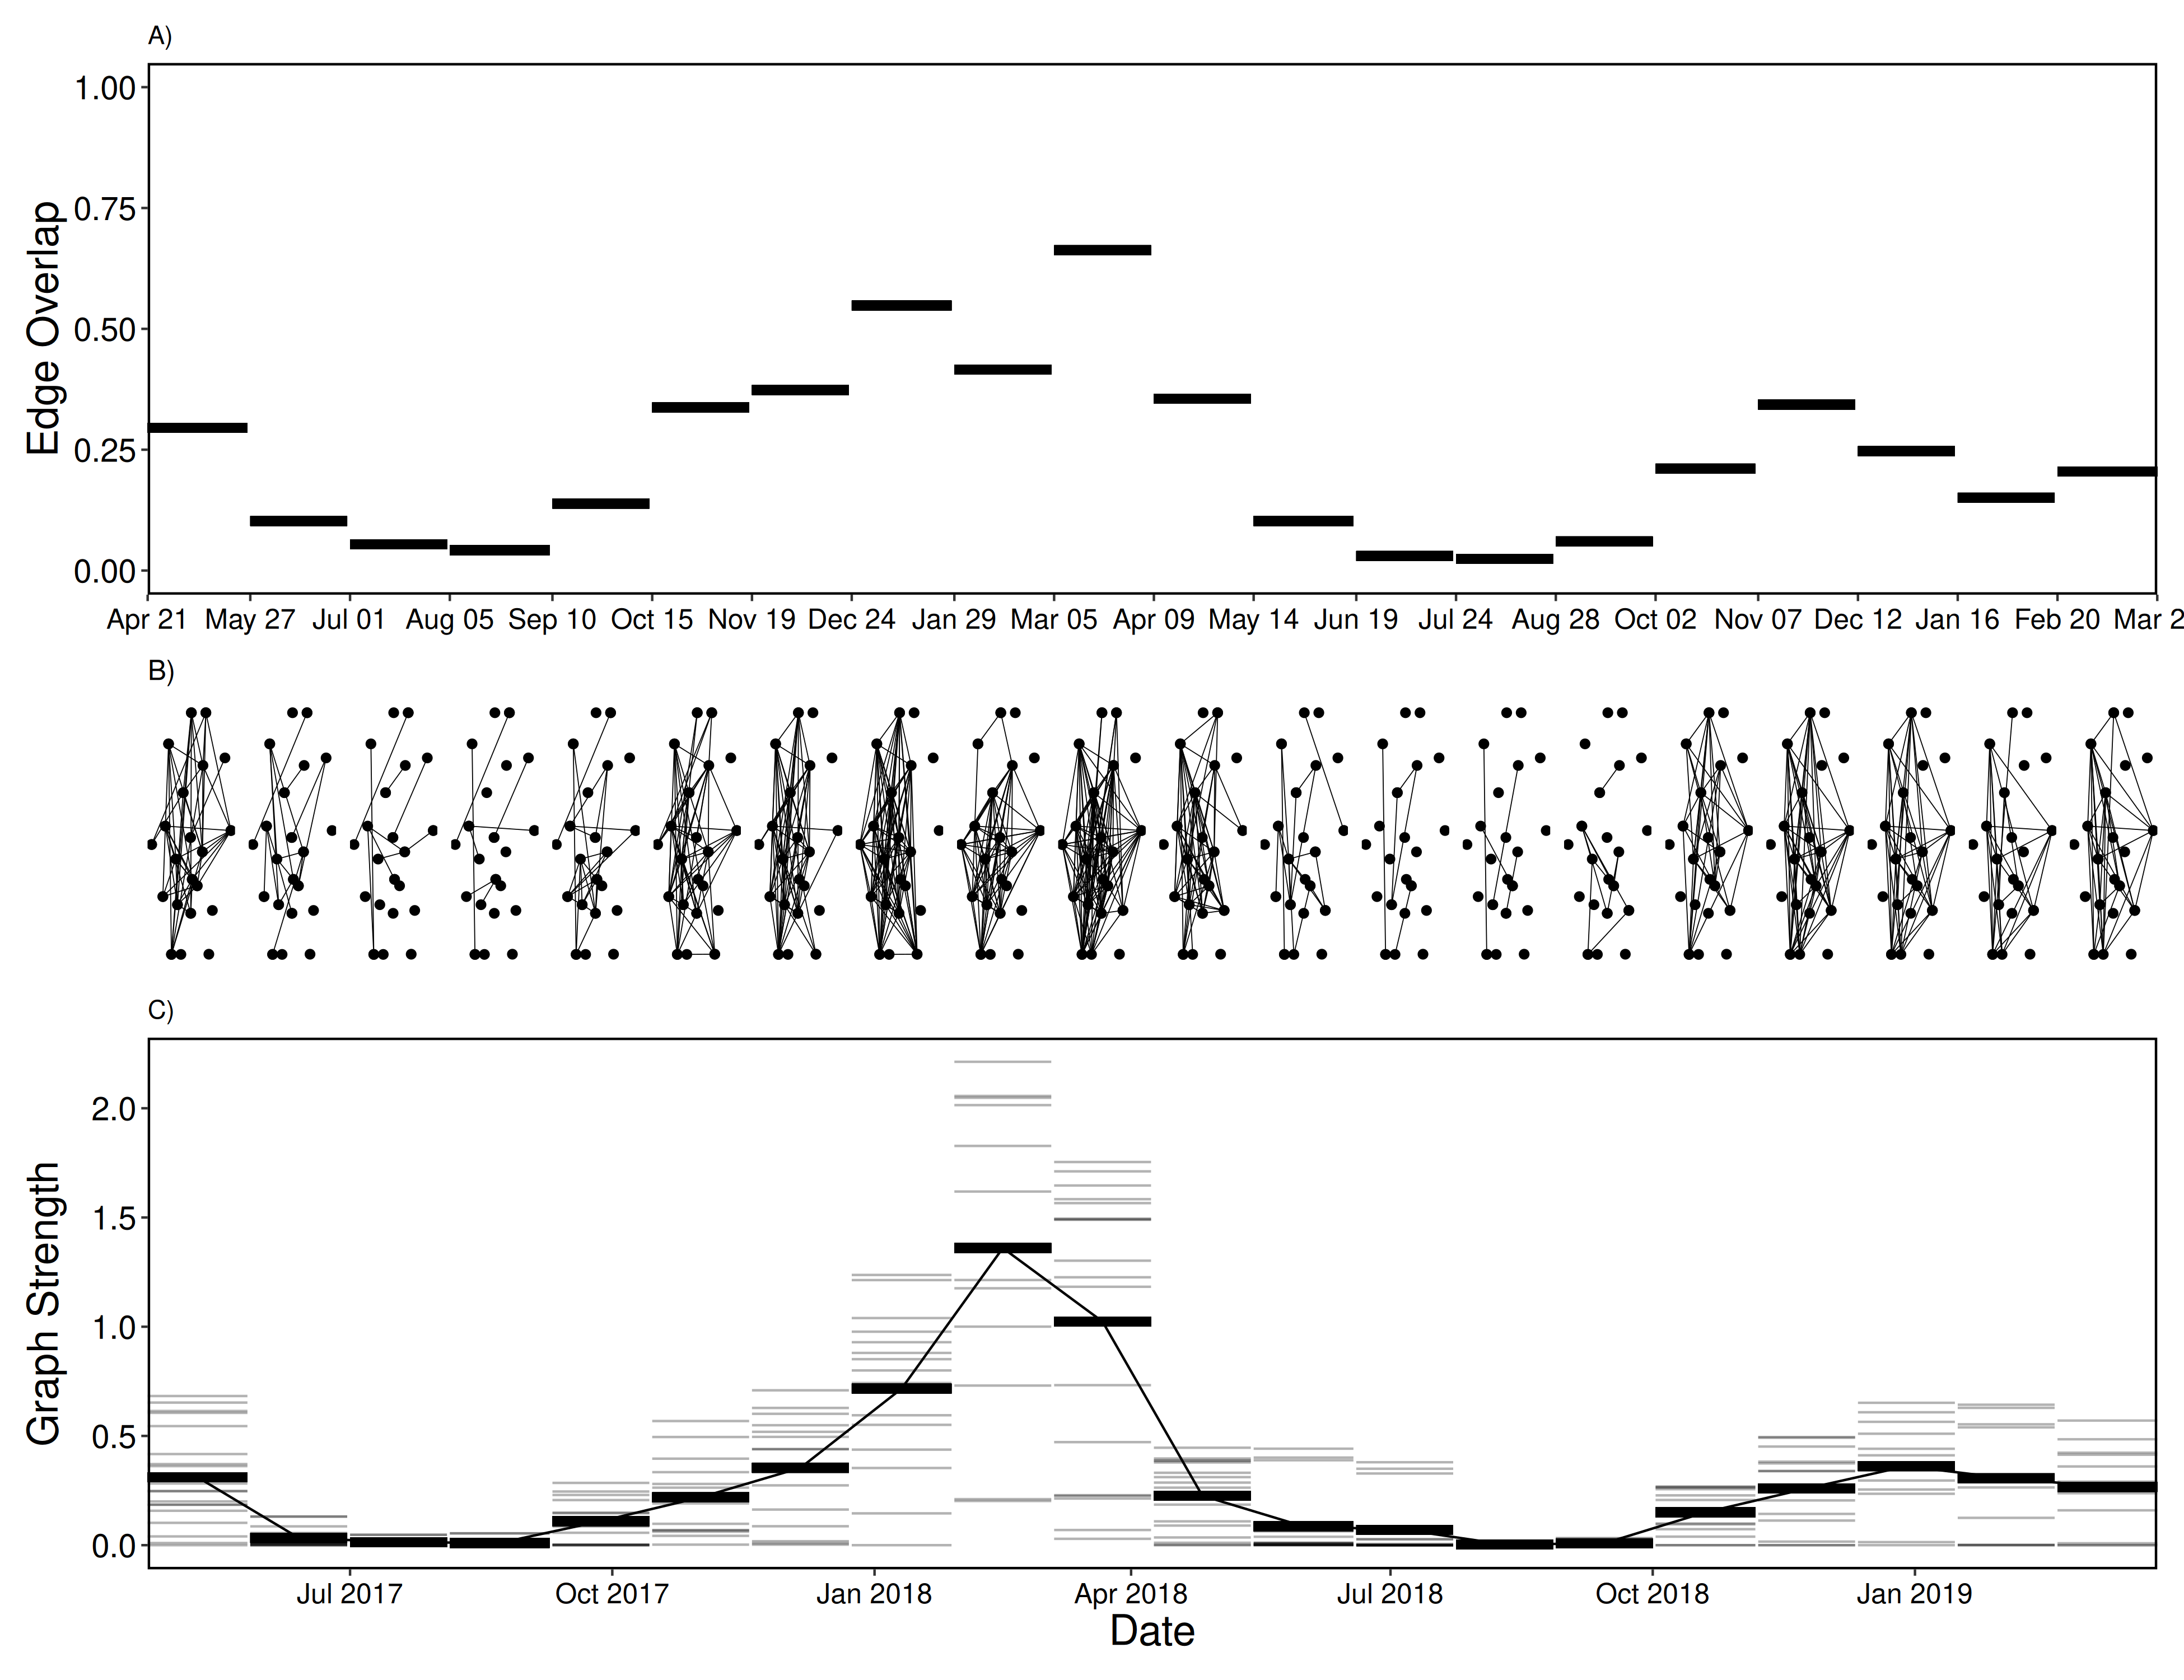 A)
Edge Overlap
1.00
0.75
0.50
0.25
0.00
Apr 21 May 27 Jul 01 Aug 05 Sep 10 Oct 15 Nov 19 Dec 24 Jan 29 Mar 05 Apr 09 May 14 Jun 19 Jul 24 Aug 28 Oct 02 Nov 07 Dec 12 Jan 16 Feb 20 Mar 2
B)
C)
Graph Strength
2.0
1.5
1.0
0.5
0.0
Jul 2017 Oct 2017 Jan 2018 Apr 2018 Jul 2018 Oct 2018 Jan 2019
Date